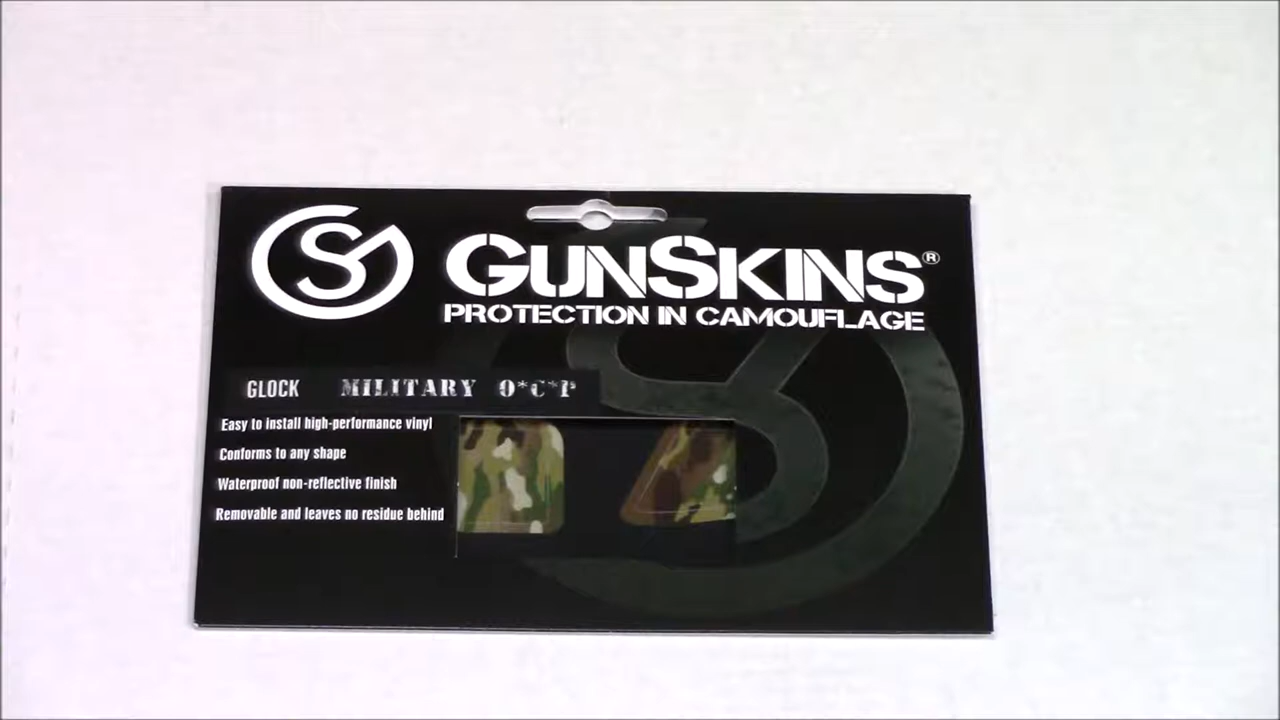 GS
GUNSKINS®
PROTECTION IN CAMOUFLAGE
GLOCK MILITARY O*C*P
Easy to install high-performance vinyl
Conforms to any shape
Waterproof non-reflective finish
Removable and leaves no residue behind